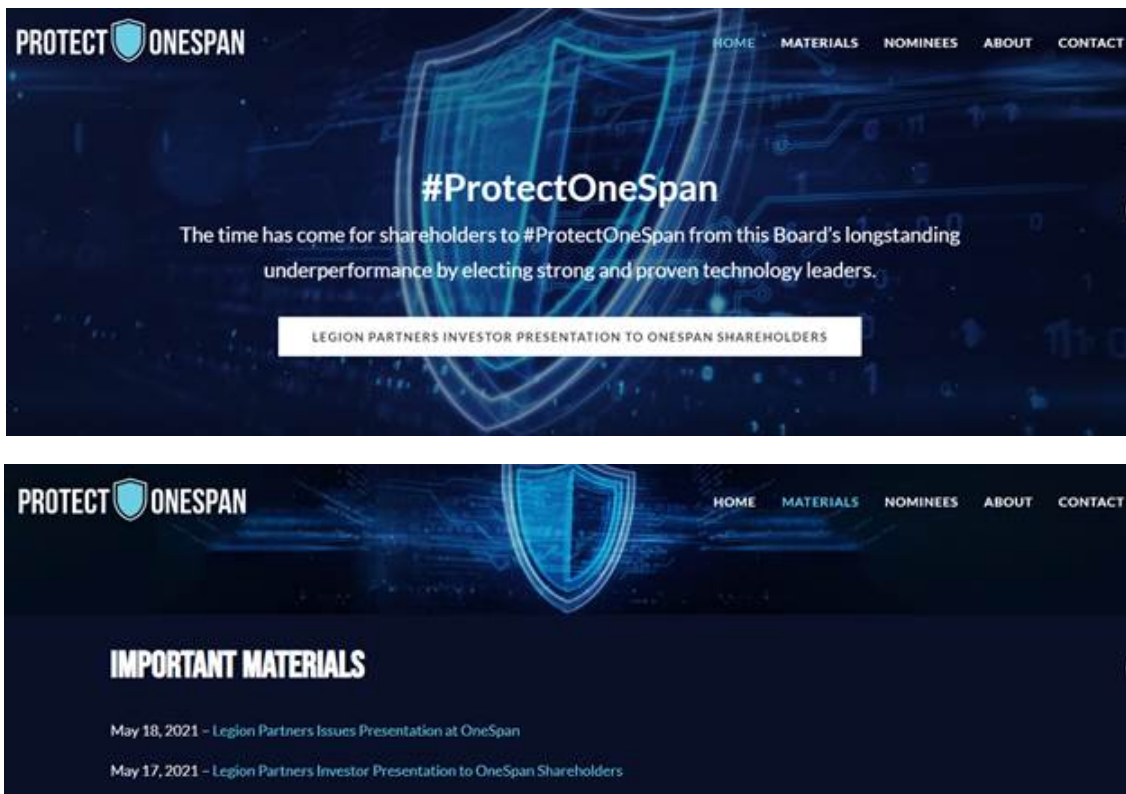 PROTECT ONESPAN
HOME MATERIALS NOMINEES ABOUT CONTACT
#ProtectOneSpan
The time has come for shareholders to #ProtectOneSpan from this Board's longstanding
underperformance by electing strong and proven technology leaders.
LEGION PARTNERS INVESTOR PRESENTATION TO ONESPAN SHAREHOLDERS
PROTECT ONESPAN
HOME MATERIALS NOMINEES ABOUT CONTACT
IMPORTANT MATERIALS
May 18, 2021 – Legion Partners Issues Presentation at OneSpan
May 17, 2021 – Legion Partners Investor Presentation to OneSpan Shareholders